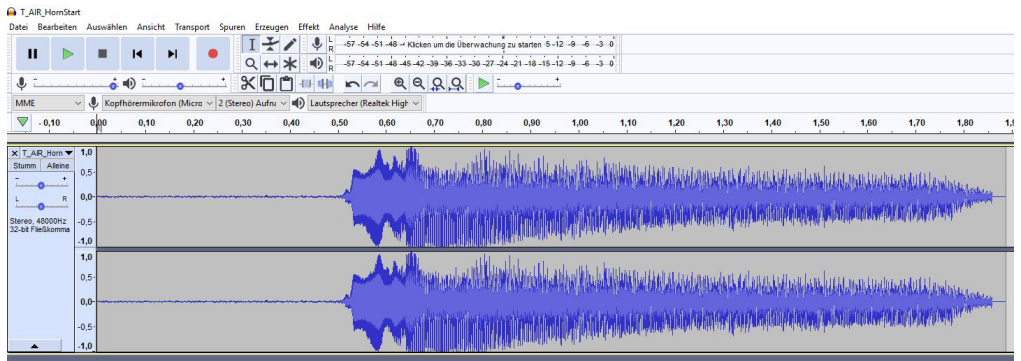 T_AIR_HornStart
Datei Bearbeiten Auswählen Ansicht Transport Spuren Erzeugen Effekt Analyse Hilfe
L R -57 -54 -51 -48 Klicken um die Überwachung zu starten -12 -9 -6 -3 0
L R -57 -54 -51 -48 -45 -42 -39 -36 -33 -30 -27 -24 -21 -18 -15 -12 -9 -6 -3 0
- + - + - +
MME Kopfhörermikrofon (Micro 2 (Stereo) Aufna Lautsprecher (Realtek High
- 0,10 0,00 0,10 0,20 0,30 0,40 0,50 0,60 0,70 0,80 0,90 1,00 1,10 1,20 1,30 1,40 1,50 1,60 1,70 1,80
X T_AIR_Horn 1,0
Stumm Alleine 0,5
- + 0,0
L R
Stereo, 48000Hz -0,5
32-bit Fließkomma
-1,0
1,0
0,5
0,0
-0,5
-1,0